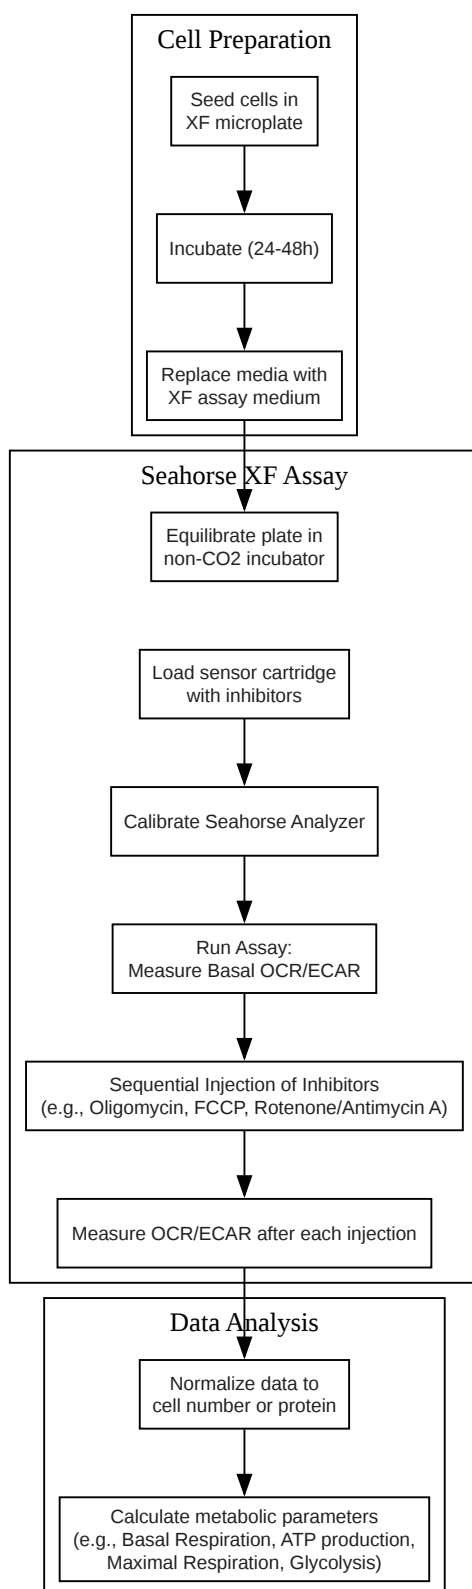 Cell Preparation
Seed cells in
XF microplate
Incubate (24-48h)
Replace media with
XF assay medium
Seahorse XF Assay
Equilibrate plate in
non-CO2 incubator
Load sensor cartridge
with inhibitors
Calibrate Seahorse Analyzer
Run Assay:
Measure Basal OCR/ECAR
Sequential Injection of Inhibitors
(e.g., Oligomycin, FCCP, Rotenone/Antimycin A)
Measure OCR/ECAR after each injection
Data Analysis
Normalize data to
cell number or protein
Calculate metabolic parameters
(e.g., Basal Respiration, ATP production,
Maximal Respiration, Glycolysis)